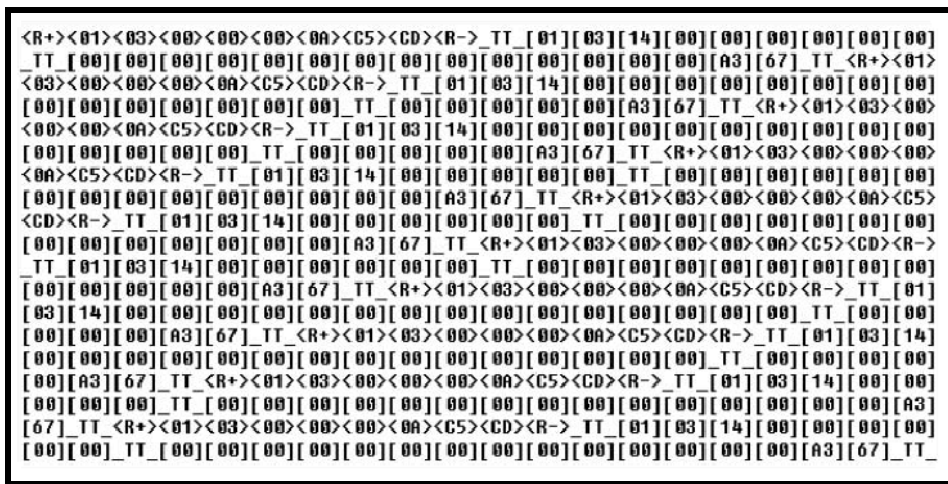 <R+><01><03><00><00><00><0A><C5><CD><R->_TT_[01][03][14][00][00][00][00][00][00]
_TT_[00][00][00][00][00][00][00][00][00][00][00][00][00][00][A3][67]_TT_<R+><01>
<03><00><00><00><0A><C5><CD><R->_TT_[01][03][14][00][00][00][00][00][00][00][00]
[00][00][00][00][00][00][00]_TT_[00][00][00][00][00][A3][67]_TT_<R+><01><03><00>
<00><00><0A><C5><CD><R->_TT_[01][03][14][00][00][00][00][00][00][00][00][00][00]
[00][00][00][00][00]_TT_[00][00][00][00][00][A3][67]_TT_<R+><01><03><00><00><00>
<0A><C5><CD><R->_TT_[01][03][14][00][00][00][00][00]_TT_[00][00][00][00][00][00]
[00][00][00][00][00][00][00][00][00][A3][67]_TT_<R+><01><03><00><00><00><0A><C5>
<CD><R->_TT_[01][03][14][00][00][00][00][00][00]_TT_[00][00][00][00][00][00][00]
[00][00][00][00][00][00][00][A3][67]_TT_<R+><01><03><00><00><00><0A><C5><CD><R->
_TT_[01][03][14][00][00][00][00][00][00]_TT_[00][00][00][00][00][00][00][00][00]
[00][00][00][00][00][A3][67]_TT_<R+><01><03><00><00><00><0A><C5><CD><R->_TT_[01]
[03][14][00][00][00][00][00][00][00][00][00][00][00][00][00][00][00]_TT_[00][00]
[00][00][00][A3][67]_TT_<R+><01><03><00><00><00><0A><C5><CD><R->_TT_[01][03][14]
[00][00][00][00][00][00][00][00][00][00][00][00][00][00][00]_TT_[00][00][00][00]
[00][A3][67]_TT_<R+><01><03><00><00><00><0A><C5><CD><R->_TT_[01][03][14][00][00]
[00][00][00]_TT_[00][00][00][00][00][00][00][00][00][00][00][00][00][00][00][A3]
[67]_TT_<R+><01><03><00><00><00><0A><C5><CD><R->_TT_[01][03][14][00][00][00][00]
[00][00]_TT_[00][00][00][00][00][00][00][00][00][00][00][00][00][00][A3][67]_TT_